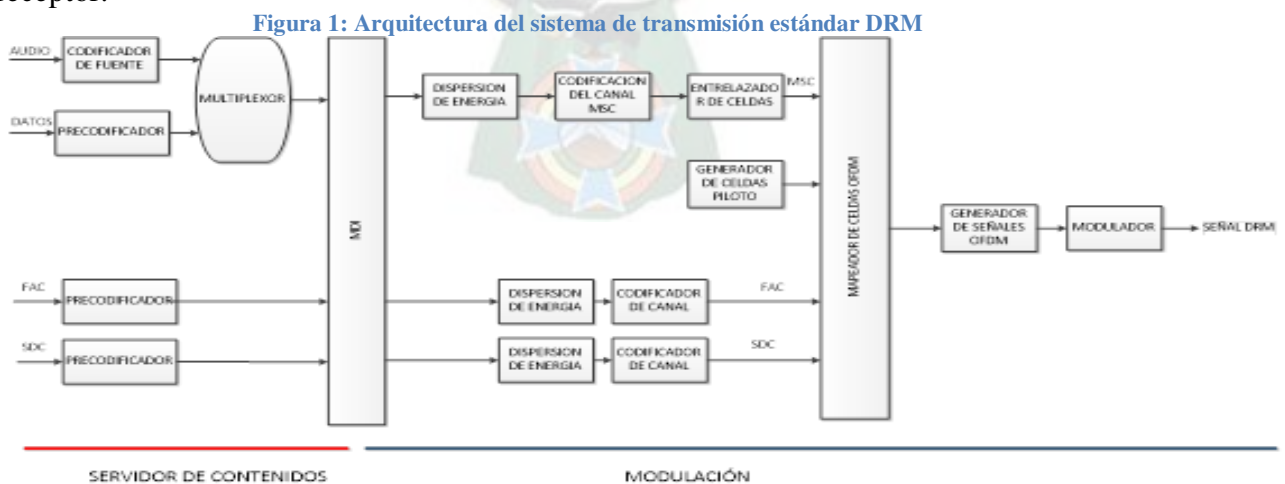 eceptor.
Figura 1: Arquitectura del sistema de transmisión estándar DRM
AUDIO
CODIFICADOR
DE FUENTE
DATOS
PRECODIFICADOR
MULTIPLEXOR
FAC
PRECODIFICADOR
SDC
PRECODIFICADOR
MDI
DISPERSION
DE ENERGIA
CODIFICACION
DEL CANAL
MSC
ENTRELAZADO
R DE CELDAS
MSC
GENERADOR
DE CELDAS
PILOTO
DISPERSION
DE ENERGIA
CODIFICADOR
DE CANAL
FAC
DISPERSION
DE ENERGIA
CODIFICADOR
DE CANAL
SDC
MAPEADOR DE CELDAS OFDM
GENERADOR
DE SEÑALES
OFDM
MODULADOR
SEÑAL DRM
SERVIDOR DE CONTENIDOS
MODULACIÓN